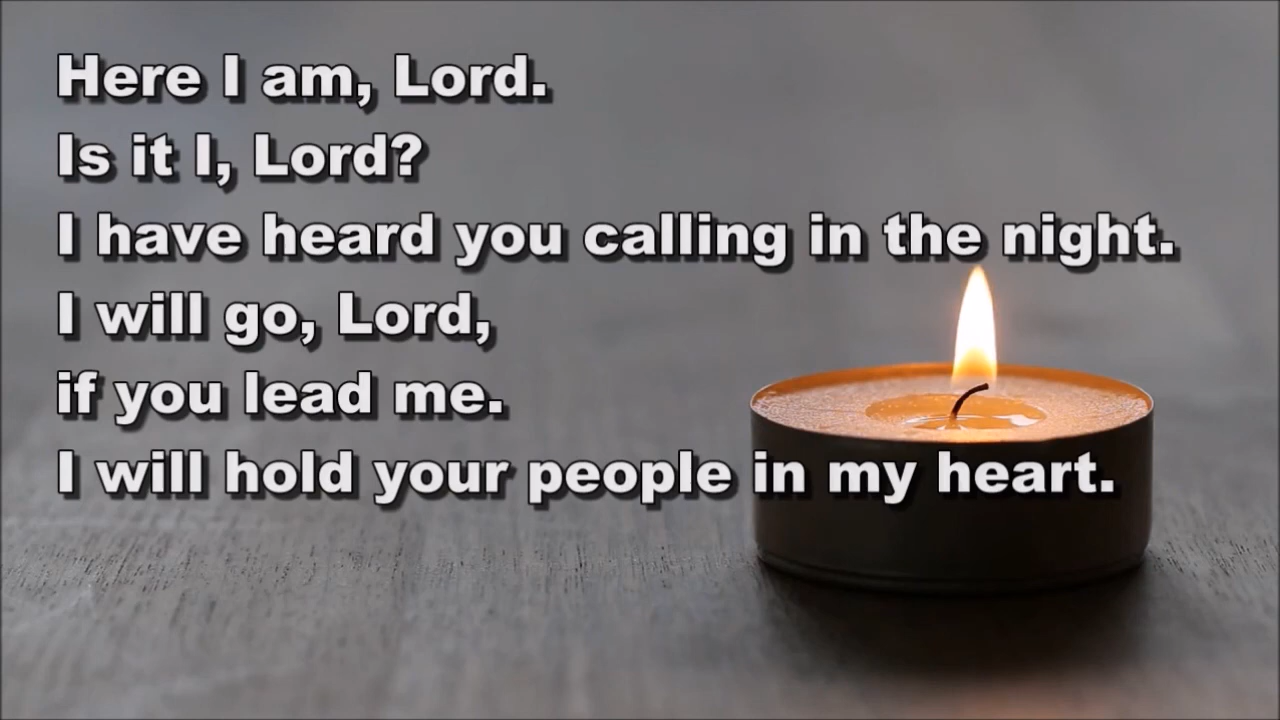 Here I am, Lord.
Is it I, Lord?
I have heard you calling in the night.
I will go, Lord,
if you lead me.
I will hold your people in my heart.